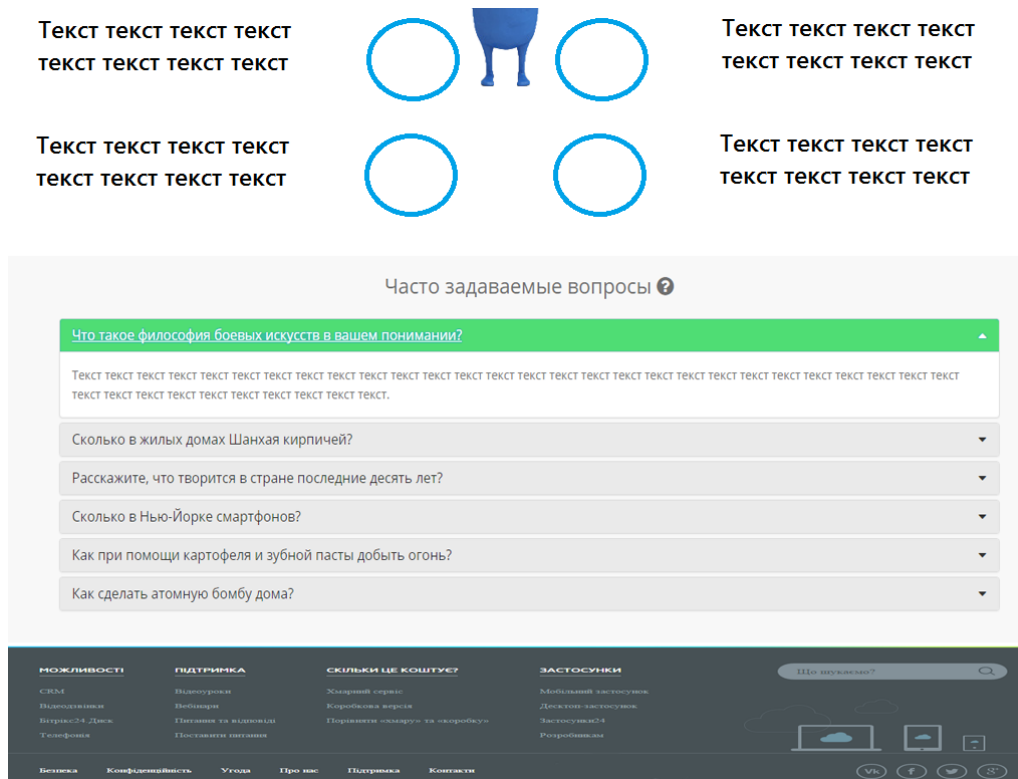 Текст текст текст текст
текст текст текст текст
Текст текст текст текст
текст текст текст текст
Текст текст текст текст
текст текст текст текст
Текст текст текст текст
текст текст текст текст
Часто задаваемые вопросы
Что такое философия боевых искусств в вашем понимании?
Текст текст текст текст текст текст текст текст текст текст текст текст текст текст текст текст текст текст текст текст текст текст текст текст текст текст текст текст
текст текст текст текст текст текст текст текст текст текст.
Сколько в жилых домах Шанхая кирпичей?
Расскажите, что творится в стране последние десять лет?
Сколько в Нью-Йорке смартфонов?
Как при помощи картофеля и зубной пасты добыть огонь?
Как сделать атомную бомбу дома?
МОЖЛИВОСТІ
CRM
Відеодзвінки
Бітрікс24.Диск
Телефонія
ПІДТРИМКА
Відеоуроки
Вебінари
Питання та відповіді
Поставити питання
СКІЛЬКИ ЦЕ КОШТУЄ?
Хмарний сервіс
Коробкова версія
Порівняти «хмару» та «коробку»
ЗАСТОСУНКИ
Мобільний застосунок
Десктоп-застосунок
Застосунки24
Розробникам
Що шукаємо?
Безпека Конфіденційність Угода Про нас Підтримка Контакти